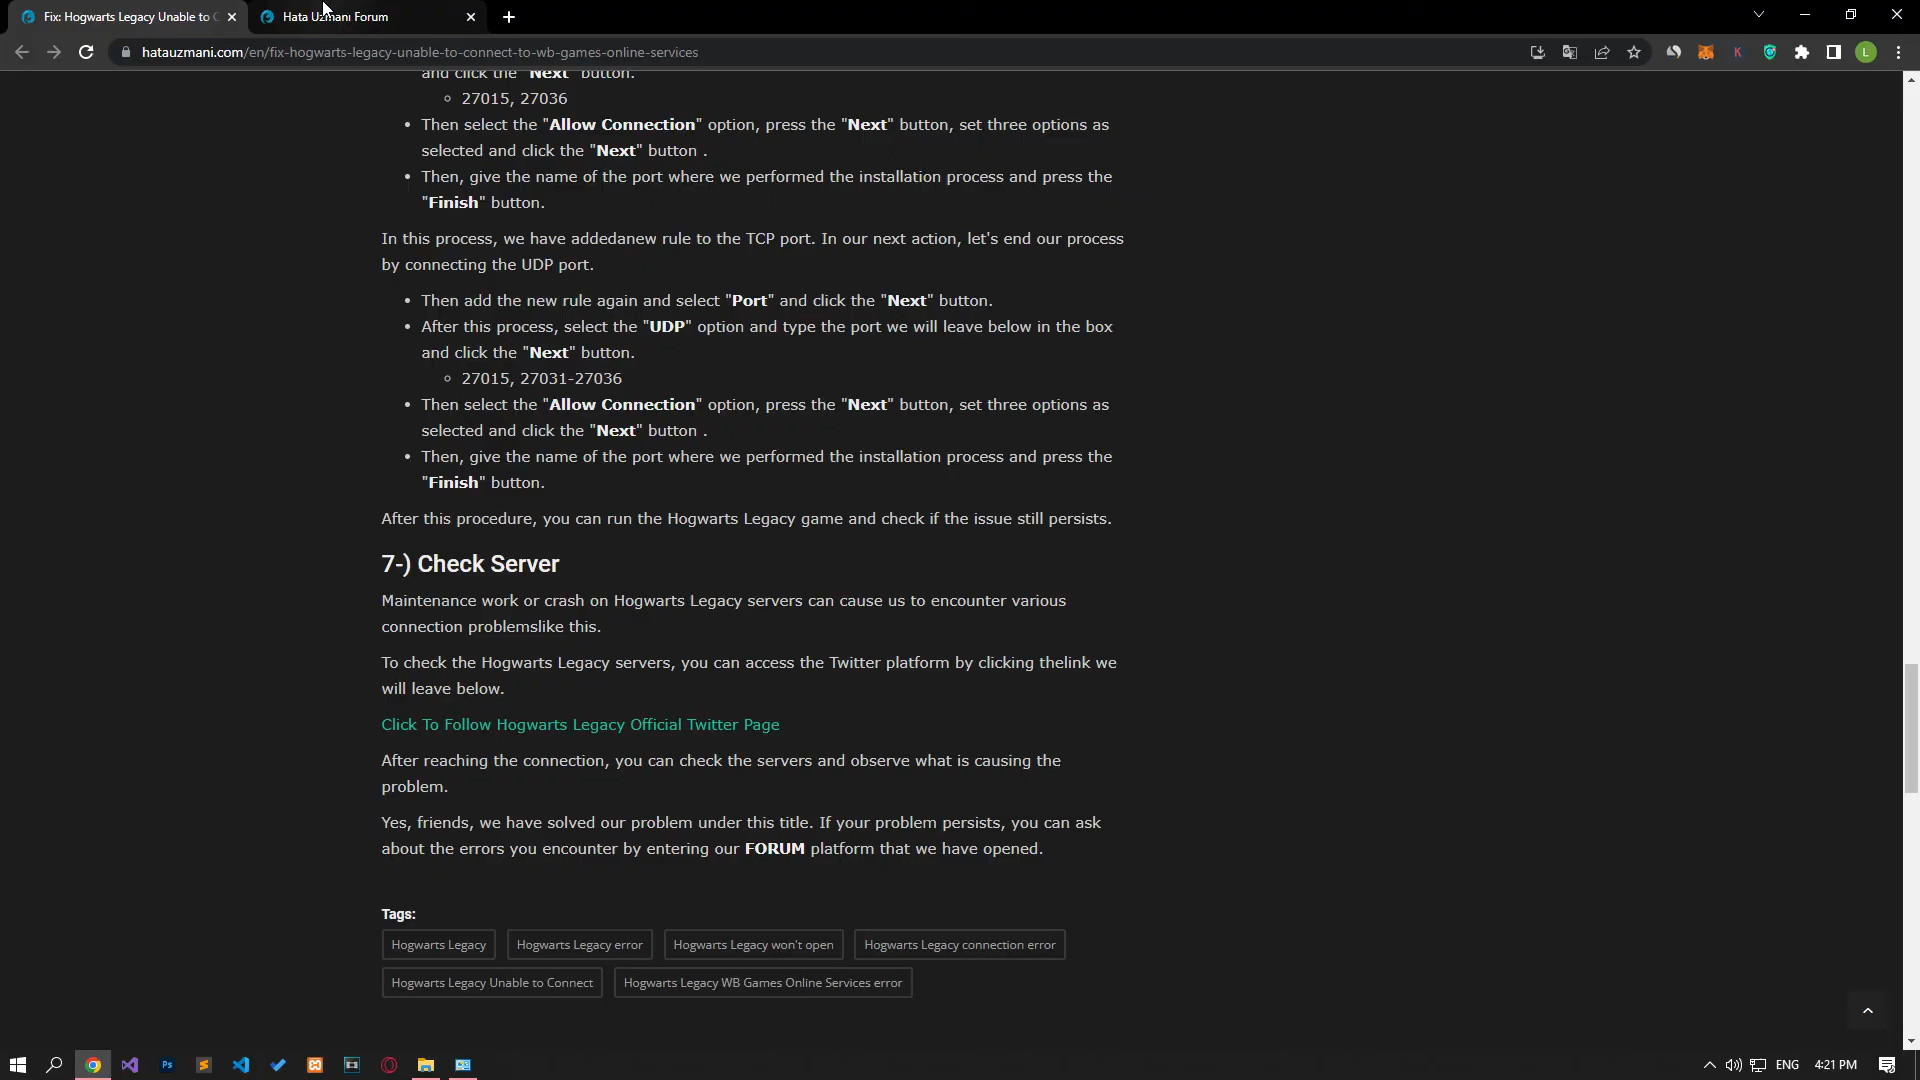 Fix: Hogwarts Legacy Unable to C
Hata Uzmanı Forum
hatauzmani.com/en/fix-hogwarts-legacy-unable-to-connect-to-wb-games-online-services
K
L
and click the "Next" button.
27015, 27036
Then select the "Allow Connection" option, press the "Next" button, set three options as
selected and click the "Next" button .
Then, give the name of the port where we performed the installation process and press the
"Finish" button.
In this process, we have addedanew rule to the TCP port. In our next action, let's end our process
by connecting the UDP port.
Then add the new rule again and select "Port" and click the "Next" button.
After this process, select the "UDP" option and type the port we will leave below in the box
and click the "Next" button.
27015, 27031-27036
Then select the "Allow Connection" option, press the "Next" button, set three options as
selected and click the "Next" button .
Then, give the name of the port where we performed the installation process and press the
"Finish" button.
After this procedure, you can run the Hogwarts Legacy game and check if the issue still persists.
7-) Check Server
Maintenance work or crash on Hogwarts Legacy servers can cause us to encounter various
connection problemslike this.
To check the Hogwarts Legacy servers, you can access the Twitter platform by clicking thelink we
will leave below.
Click To Follow Hogwarts Legacy Official Twitter Page
After reaching the connection, you can check the servers and observe what is causing the
problem.
Yes, friends, we have solved our problem under this title. If your problem persists, you can ask
about the errors you encounter by entering our FORUM platform that we have opened.
Tags:
Hogwarts Legacy
Hogwarts Legacy error
Hogwarts Legacy won't open
Hogwarts Legacy connection error
Hogwarts Legacy Unable to Connect
Hogwarts Legacy WB Games Online Services error
Ps
ENG
4:21 PM